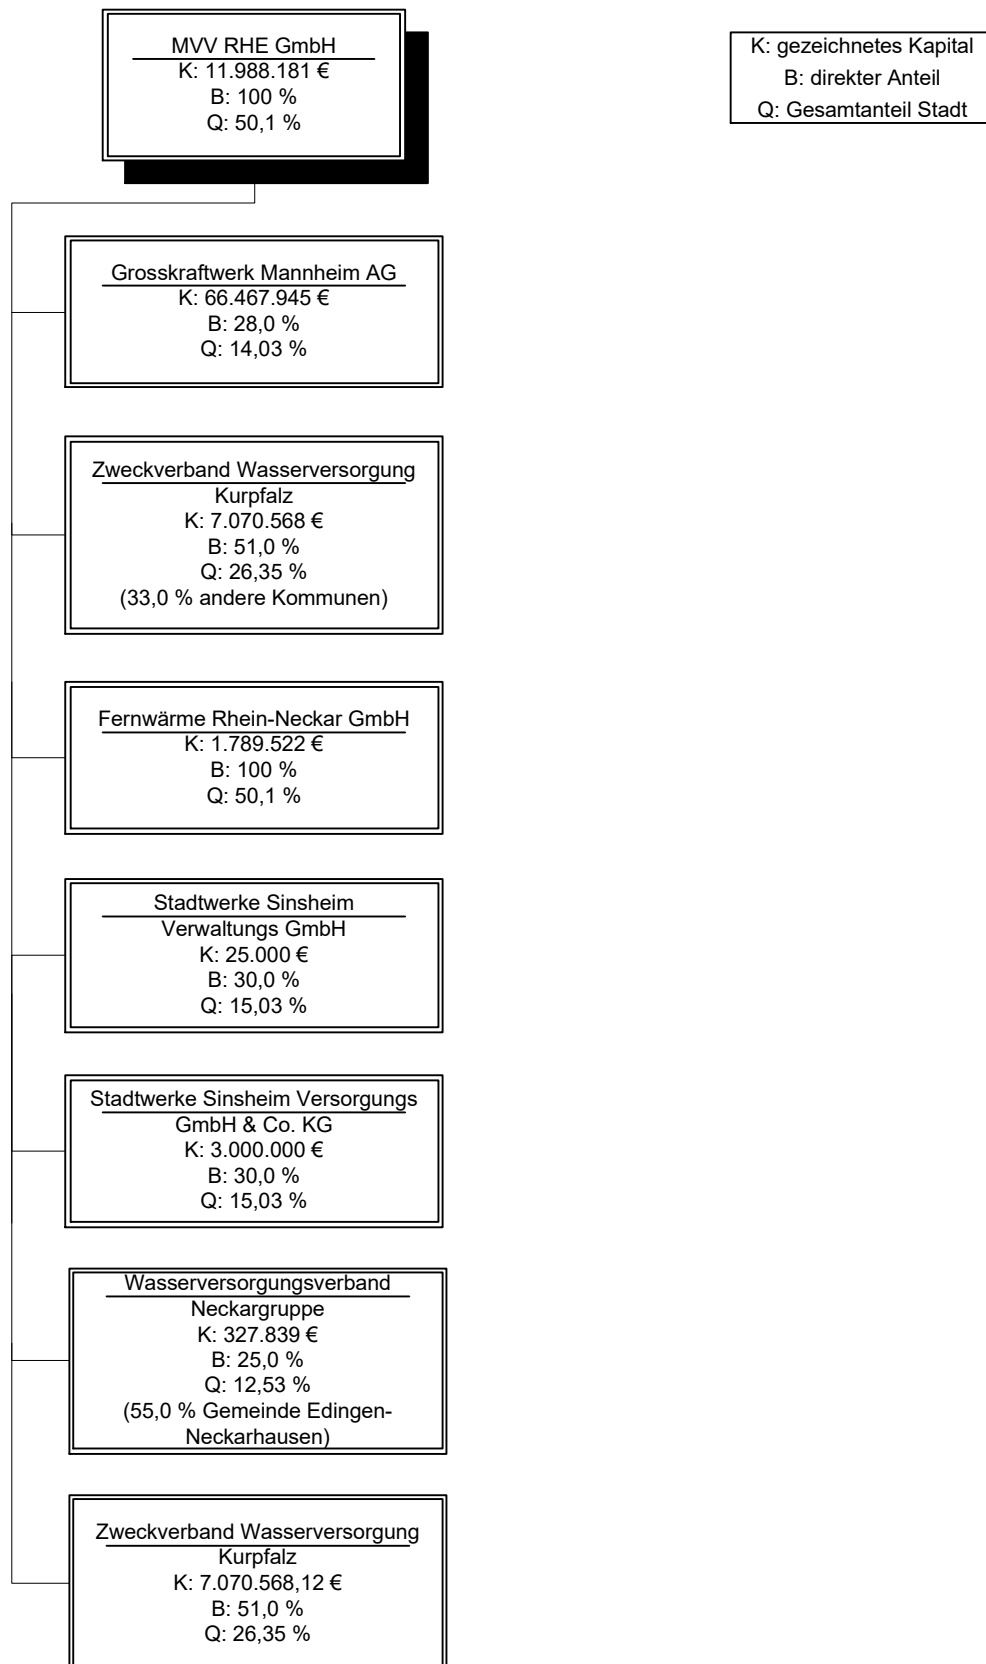 MVV RHE GmbH
K: 11.988.181 €
B: 100 %
Q: 50,1 %
K: gezeichnetes Kapital
B: direkter Anteil
Q: Gesamtanteil Stadt
Grosskraftwerk Mannheim AG
K: 66.467.945 €
B: 28,0 %
Q: 14,03 %
Zweckverband Wasserversorgung
Kurpfalz
K: 7.070.568 €
B: 51,0 %
Q: 26,35 %
(33,0 % andere Kommunen)
Fernwärme Rhein-Neckar GmbH
K: 1.789.522 €
B: 100 %
Q: 50,1 %
Stadtwerke Sinsheim
Verwaltungs GmbH
K: 25.000 €
B: 30,0 %
Q: 15,03 %
Stadtwerke Sinsheim Versorgungs
GmbH & Co. KG
K: 3.000.000 €
B: 30,0 %
Q: 15,03 %
Wasserversorgungsverband
Neckargruppe
K: 327.839 €
B: 25,0 %
Q: 12,53 %
(55,0 % Gemeinde Edingen-
Neckarhausen)
Zweckverband Wasserversorgung
Kurpfalz
K: 7.070.568,12 €
B: 51,0 %
Q: 26,35 %